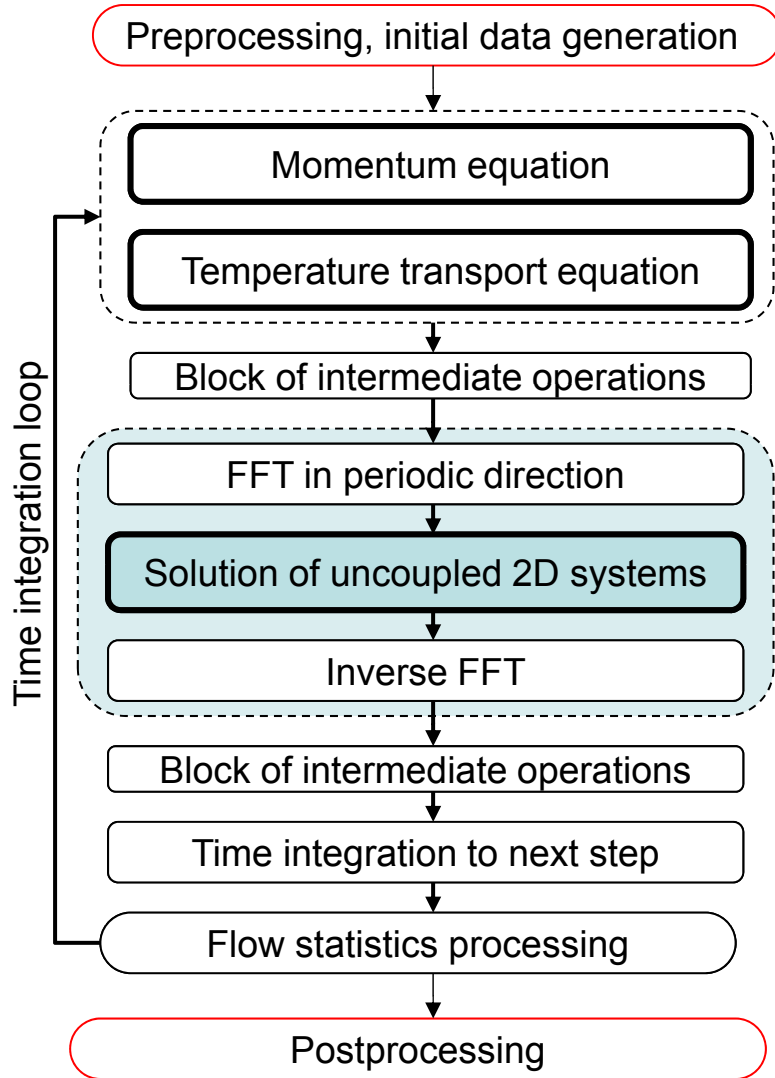 Preprocessing, initial data generation
Momentum equation
Temperature transport equation
Block of intermediate operations
FFT in periodic direction
Solution of uncoupled 2D systems
Inverse FFT
Block of intermediate operations
Time integration to next step
Flow statistics processing
Postprocessing
Time integration loop